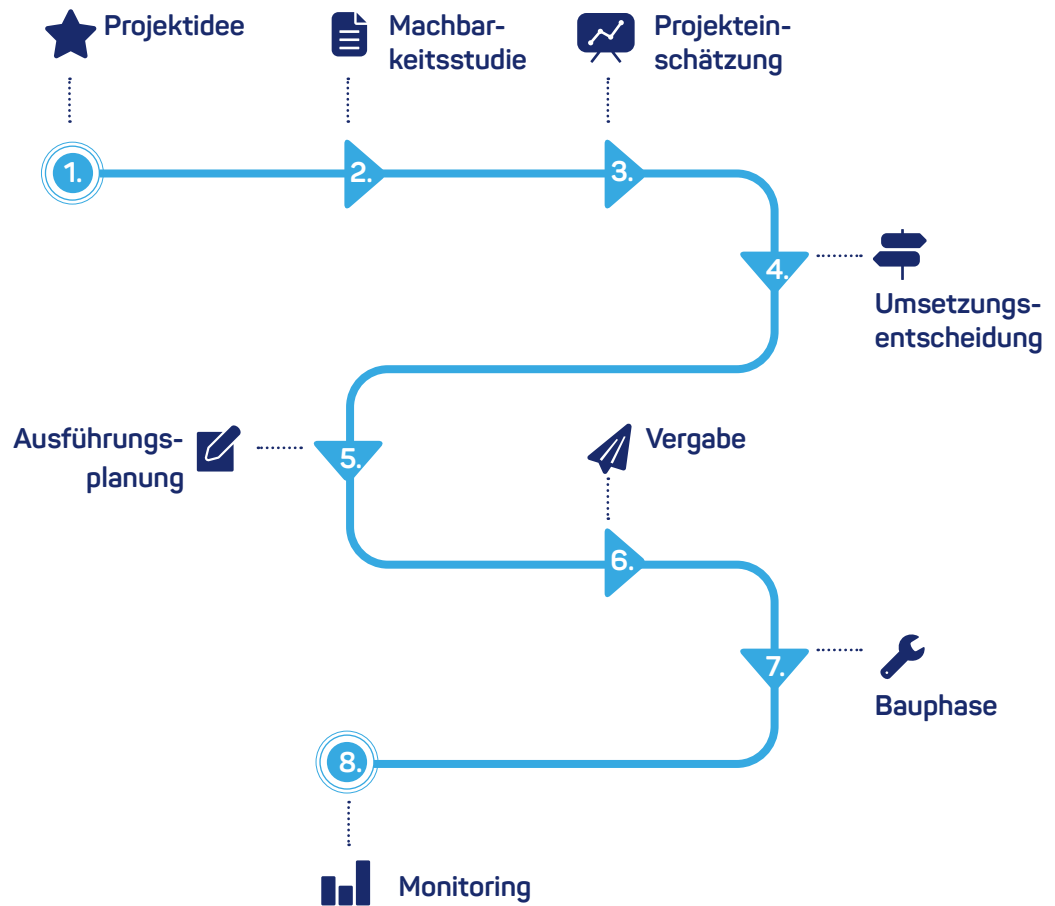 Projektidee
Machbar-
keitsstudie
Projektein-
schätzung
1.
2.
3.
4.
Umsetzungs-
entscheidung
Ausführungs-
planung
5.
Vergabe
6.
7.
Bauphase
8.
Monitoring